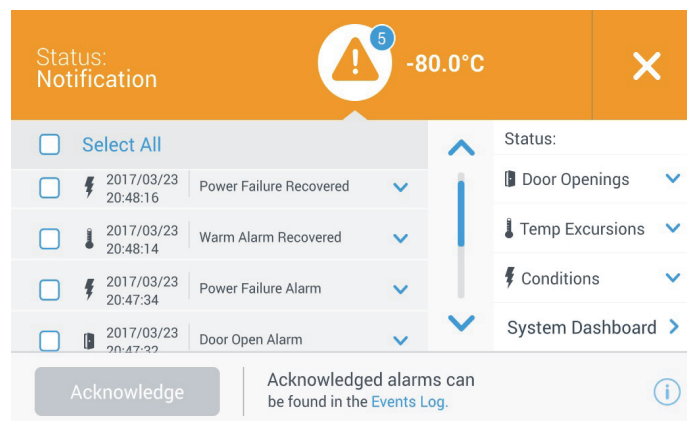 Status:
Notification
5
-80.0°C
Select All
Status:
2017/03/23
20:48:16
Power Failure Recovered
Door Openings
2017/03/23
20:48:14
Warm Alarm Recovered
Temp Excursions
2017/03/23
20:47:34
Power Failure Alarm
Conditions
2017/03/23
20:47:32
Door Open Alarm
System Dashboard
Acknowledge
Acknowledged alarms can
be found in the Events Log.